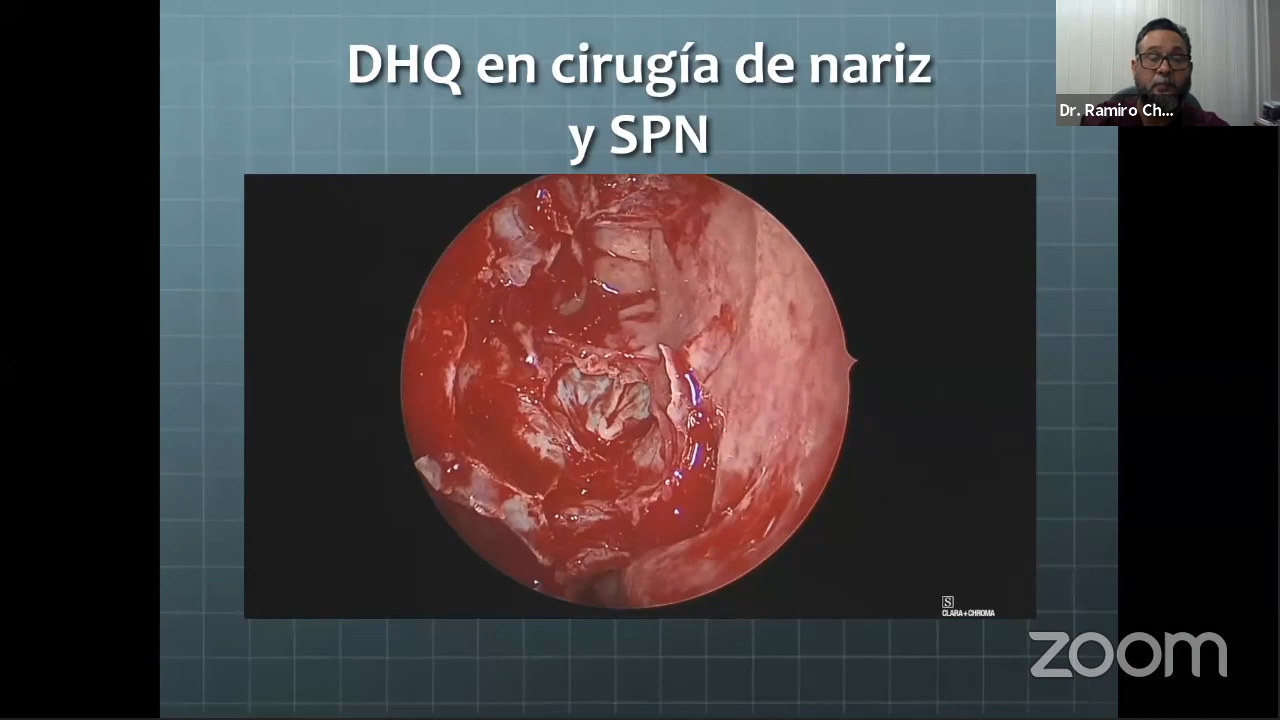 DHQ en cirugía de nariz
y SPN
Dr. Ramiro Ch...
S
CLARA+CHROMA
zoom